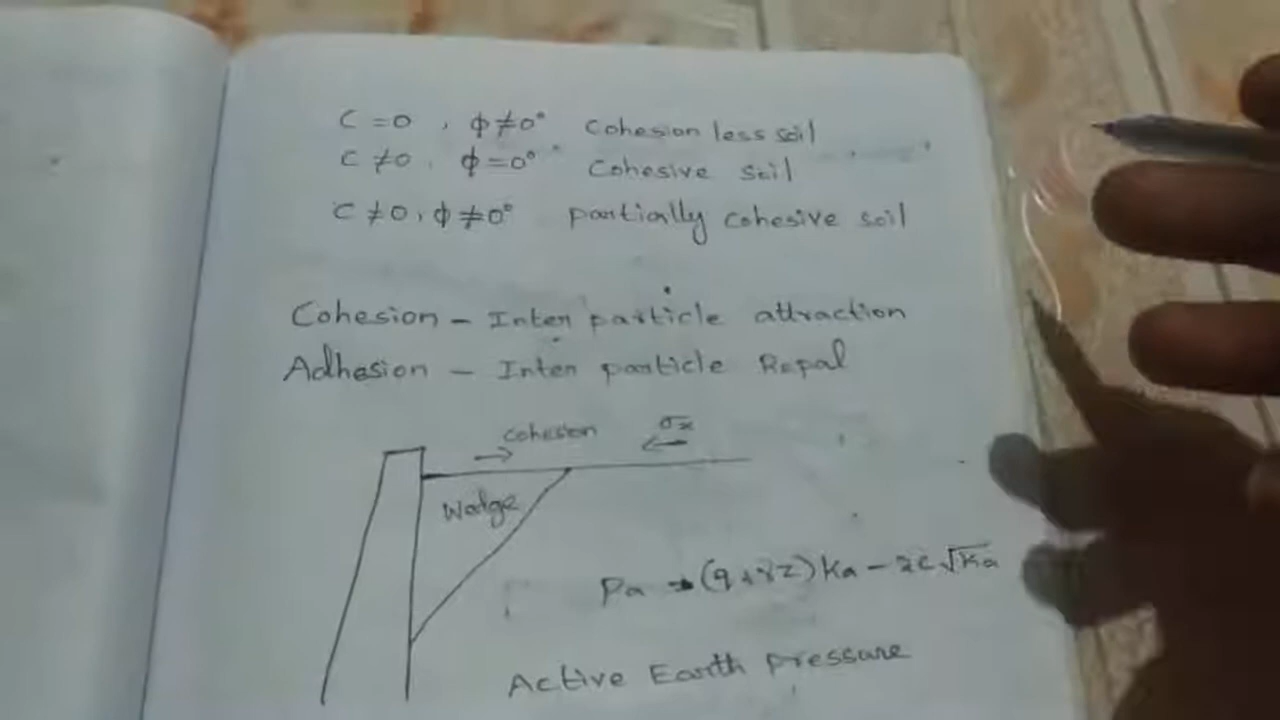 C = 0 , ϕ ≠ 0° Cohesion less soil
C ≠ 0 , ϕ = 0° Cohesive soil
C ≠ 0 , ϕ ≠ 0° partially cohesive soil
Cohesion - Inter particle attraction
Adhesion - Inter particle Repal
cohesion → ← σx
Wedge
Pa → (q+γz) Ka - 2c √Ka
Active Earth pressure